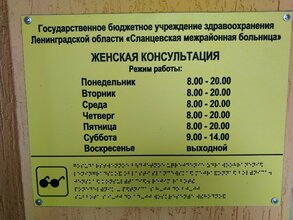 Государственное бюджетное учреждение здравоохранения
Ленинградской области «Сланцевская межрайонная больница»
ЖЕНСКАЯ КОНСУЛЬТАЦИЯ
Режим работы:
Понедельник 8.00 - 20.00
Вторник 8.00 - 20.00
Среда 8.00 - 20.00
Четверг 8.00 - 20.00
Пятница 8.00 - 20.00
Суббота 9.00 - 14.00
Воскресенье выходной